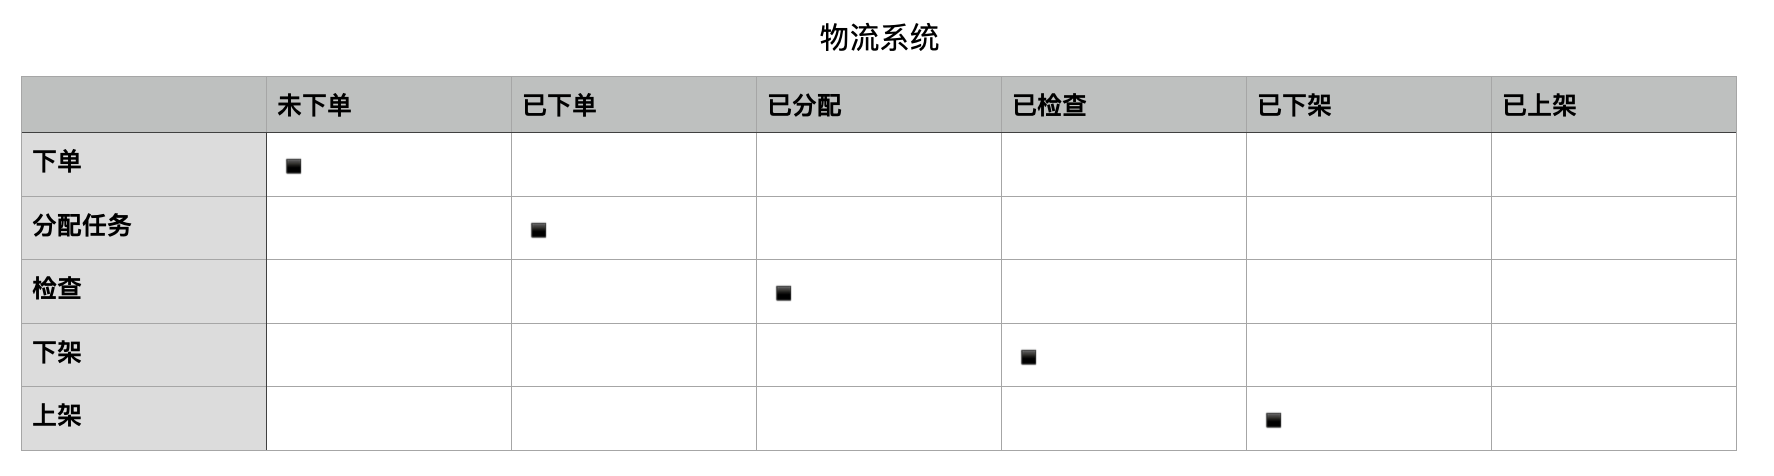 物流系统
未下单 已下单 已分配 已检查 已下架 已上架
下单 ◾
分配任务 ◾
检查 ◾
下架 ◾
上架 ◾